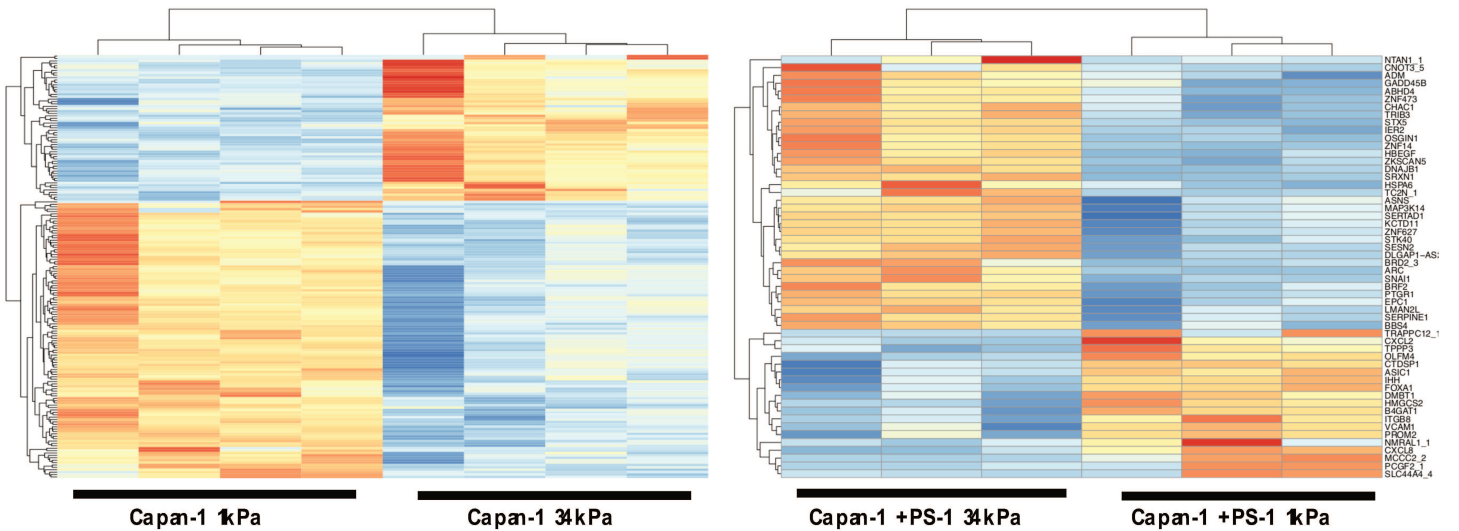 NTAN1_1
CNOT3_5
ADM
GADD45B
ABHD4
ZNF473
CHAC1
TRIB3
STX5
IER2
OSGIN1
ZNF14
HBEGF
ZKSCAN5
DNAJB1
SRXN1
HSPA6
TC2N_1
ASNS
MAP3K14
SERTAD1
KCTD11
ZNF627
STK40
SESN2
DLGAP1-AS
BRD2_3
ARC
SNAI1
BRF2
PTGR1
EPC1
LMAN2L
SERPINE1
BBS4
TRAPPC12_1
CXCL2
TPPP3
OLFM4
CTDSP1
ASIC1
IHH
FOXA1
DMBT1
HMGCS2
B4GAT1
ITGB8
VCAM1
PROM2
NMRAL1_1
CXCL8
MCCC2_2
PCGF2_1
SLC44A4_4
Capan-1 1kPa
Capan-1 34kPa
Capan-1 +PS-1 34kPa
Capan-1 +PS-1 1kPa